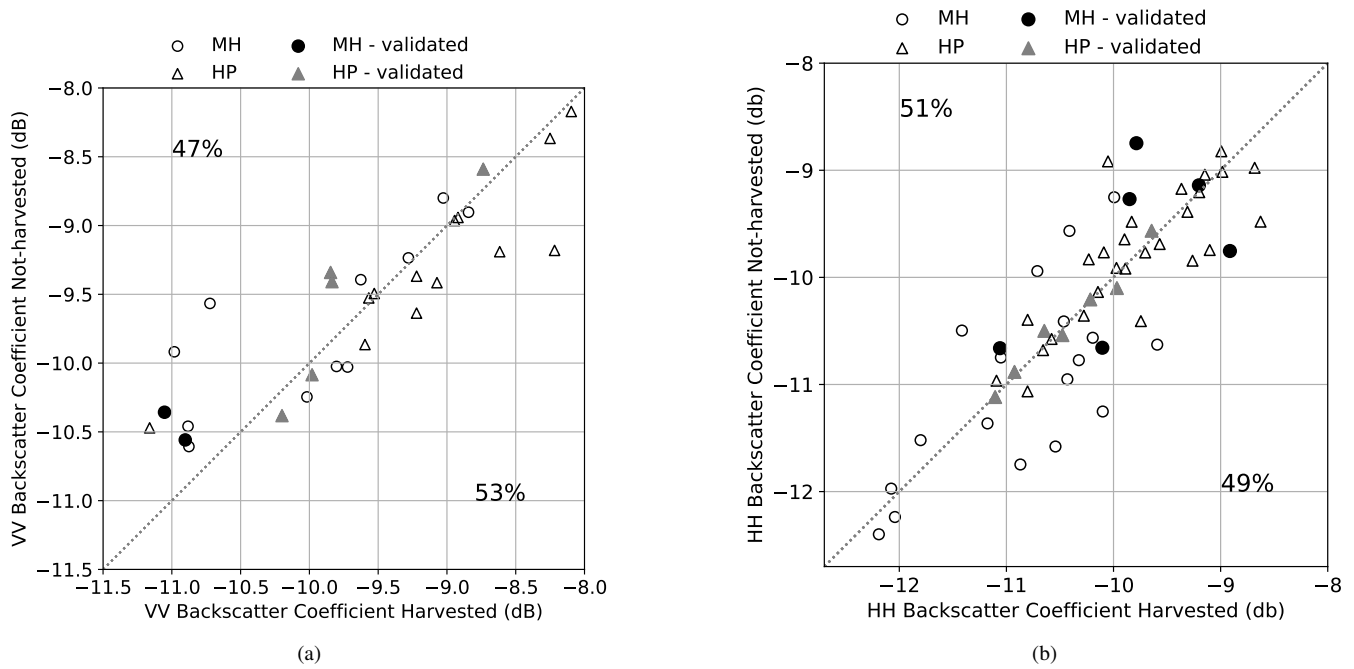 MH
MH - validated
HP
HP - validated
−8.0
−8.5
−9.0
−9.5
−10.0
−10.5
−11.0
−11.5
VV Backscatter Coefficient Not-harvested (dB)
47%
53%
−11.5 −11.0 −10.5 −10.0 −9.5 −9.0 −8.5 −8.0
VV Backscatter Coefficient Harvested (dB)
(a)
MH
MH - validated
HP
HP - validated
−8
−9
−10
−11
−12
HH Backscatter Coefficient Not-harvested (db)
51%
49%
−12 −11 −10 −9 −8
HH Backscatter Coefficient Harvested (db)
(b)